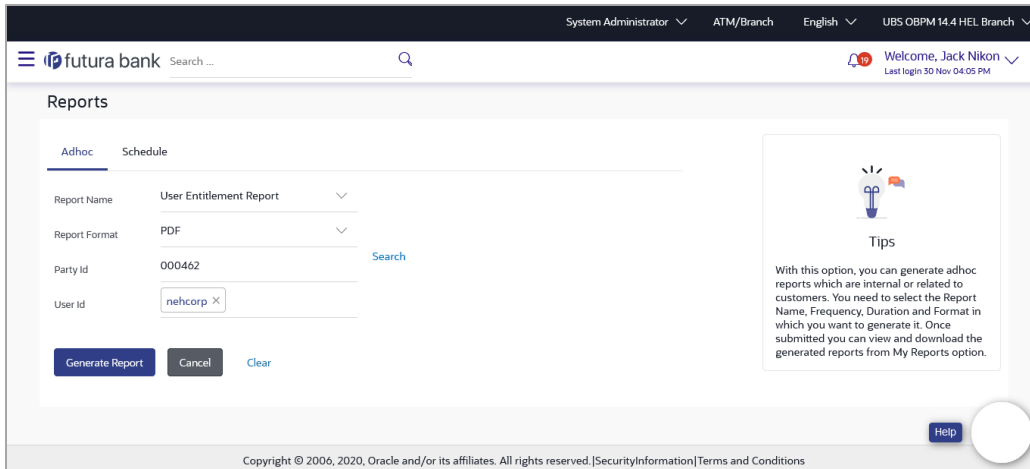 System Administrator ATM/Branch English UBS OBPM 14.4 HEL Branch
futura bank Search ... 19 Welcome, Jack Nikon
Last login 30 Nov 04:05 PM
Reports
Adhoc Schedule
Report Name User Entitlement Report
Report Format PDF
Party Id 000462 Search
User Id nehcorp ×
Generate Report Cancel Clear
Tips
With this option, you can generate adhoc
reports which are internal or related to
customers. You need to select the Report
Name, Frequency, Duration and Format in
which you want to generate it. Once
submitted you can view and download the
generated reports from My Reports option.
Help
Copyright © 2006, 2020, Oracle and/or its affiliates. All rights reserved.|SecurityInformation|Terms and Conditions